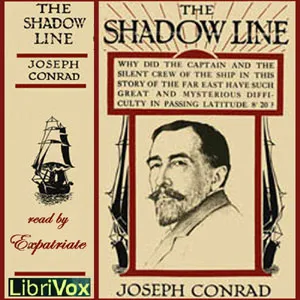 THE
SHADOW
LINE
JOSEPH
CONRAD
read by
Expatriate
LibriVox
THE
SHADOW LINE
WHY DID THE CAPTAIN AND THE
SILENT CREW OF THE SHIP IN THIS
STORY OF THE FAR EAST HAVE SUCH
GREAT AND MYSTERIOUS DIFFI-
CULTY IN PASSING LATITUDE 8° 20'?
JOSEPH CONRAD